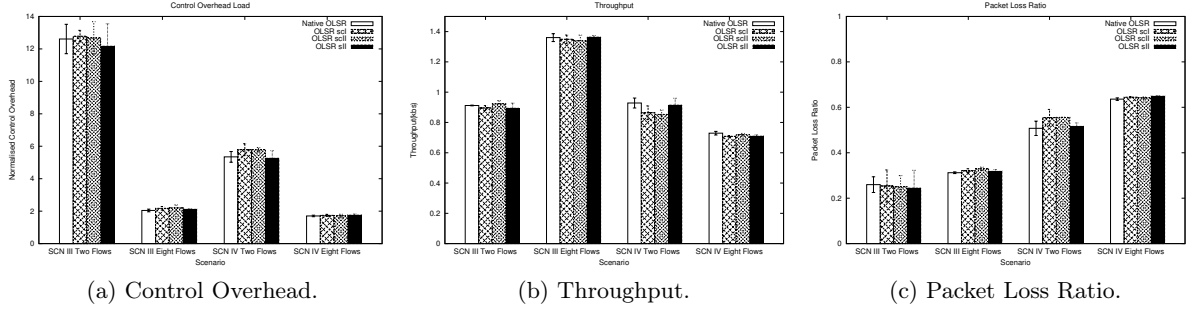 Control Overhead Load
Native OLSR
OLSR scI
OLSR scII
OLSR sII
14
12
10
8
6
4
2
0
Normalised Control Overhead
SCN III Two Flows
SCN III Eight Flows
SCN IV Two Flows
SCN IV Eight Flows
Scenario
(a) Control Overhead.
Throughput
Native OLSR
OLSR scI
OLSR scII
OLSR sII
1.4
1.2
1
0.8
0.6
0.4
0.2
0
Throughput(kbs)
SCN III Two Flows
SCN III Eight Flows
SCN IV Two Flows
SCN IV Eight Flows
Scenario
(b) Throughput.
Packet Loss Ratio
Native OLSR
OLSR scI
OLSR scII
OLSR sII
1
0.8
0.6
0.4
0.2
0
Packet Loss Ratio
SCN III Two Flows
SCN III Eight Flows
SCN IV Two Flows
SCN IV Eight Flows
Scenario
(c) Packet Loss Ratio.